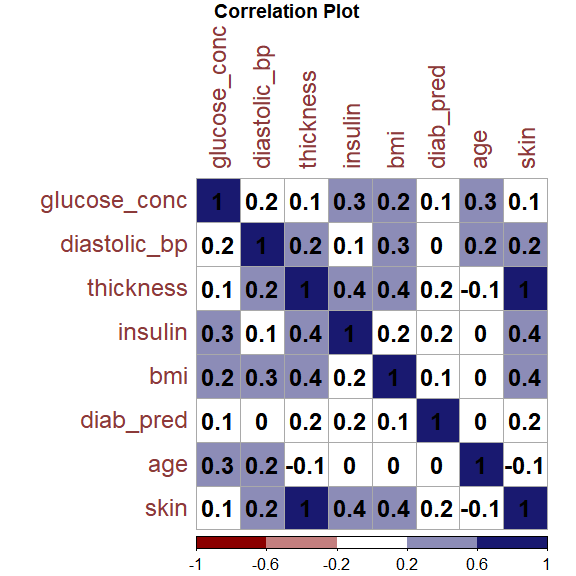 Correlation Plot
glucose_conc diastolic_bp thickness insulin bmi diab_pred age skin
glucose_conc 1 0.2 0.1 0.3 0.2 0.1 0.3 0.1
diastolic_bp 0.2 1 0.2 0.1 0.3 0 0.2 0.2
thickness 0.1 0.2 1 0.4 0.4 0.2 -0.1 1
insulin 0.3 0.1 0.4 1 0.2 0.2 0 0.4
bmi 0.2 0.3 0.4 0.2 1 0.1 0 0.4
diab_pred 0.1 0 0.2 0.2 0.1 1 0 0.2
age 0.3 0.2 -0.1 0 0 0 1 -0.1
skin 0.1 0.2 1 0.4 0.4 0.2 -0.1 1
-1 -0.6 -0.2 0.2 0.6 1